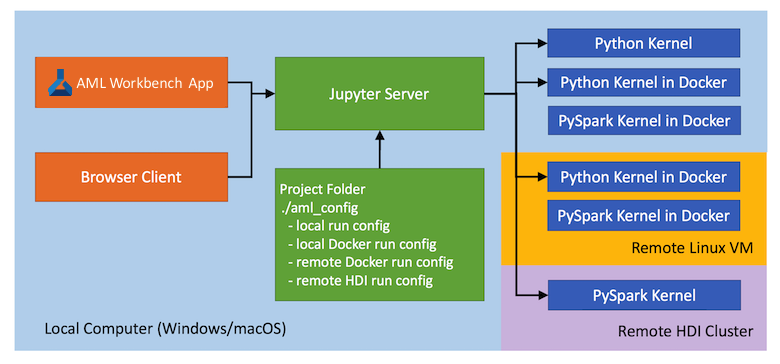 AML Workbench App
Browser Client
Jupyter Server
Project Folder
./aml_config
- local run config
- local Docker run config
- remote Docker run config
- remote HDI run config
Local Computer (Windows/macOS)
Python Kernel
Python Kernel in Docker
PySpark Kernel in Docker
Python Kernel in Docker
PySpark Kernel in Docker
Remote Linux VM
PySpark Kernel
Remote HDI Cluster